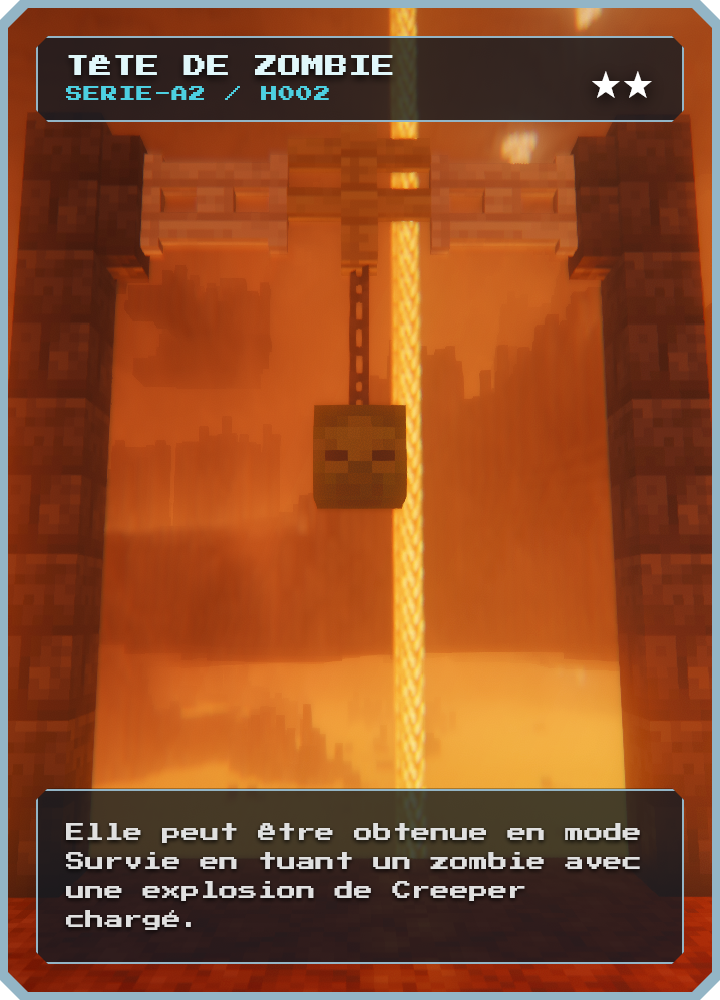 TêTE DE ZOMBIE
SERIE-A2 / H002
★★
Elle peut être obtenue en mode
Survie en tuant un zombie avec
une explosion de Creeper
chargé.